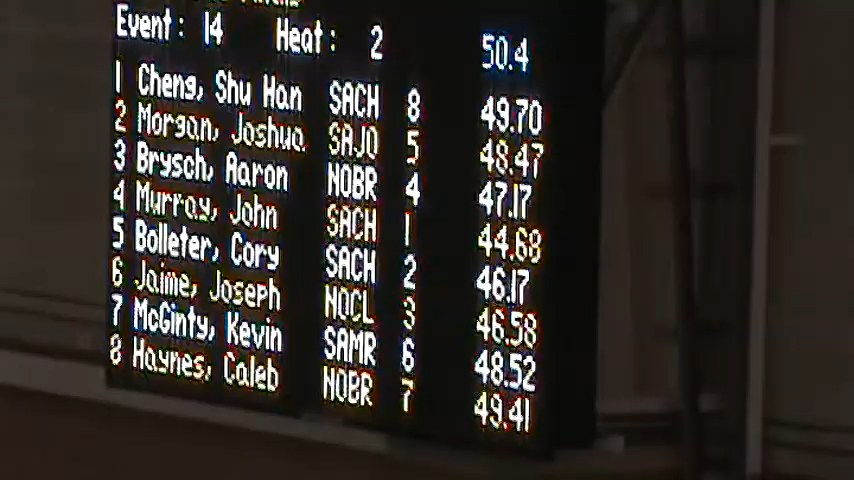 Event: 14 Heat: 2 50.4
1 Cheng, Shu Han SACH 8 49.70
2 Morgan, Joshua SAJO 5 48.47
3 Brysch, Aaron NOBR 4 47.17
4 Murray, John SACH 1 44.68
5 Bolleter, Cory SACH 2 46.17
6 Jaime, Joseph NOCL 3 46.58
7 McGinty, Kevin SAMR 6 48.52
8 Haynes, Caleb NOBR 7 49.41